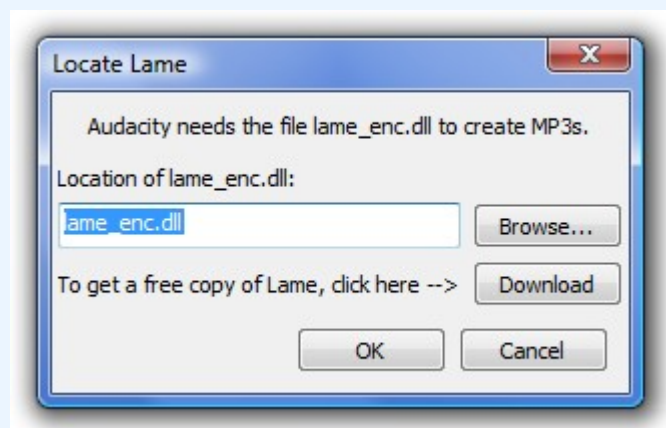 Locate Lame
X
Audacity needs the file lame_enc.dll to create MP3s.
Location of lame_enc.dll:
lame_enc.dll
Browse...
To get a free copy of Lame, click here -->
Download
OK
Cancel